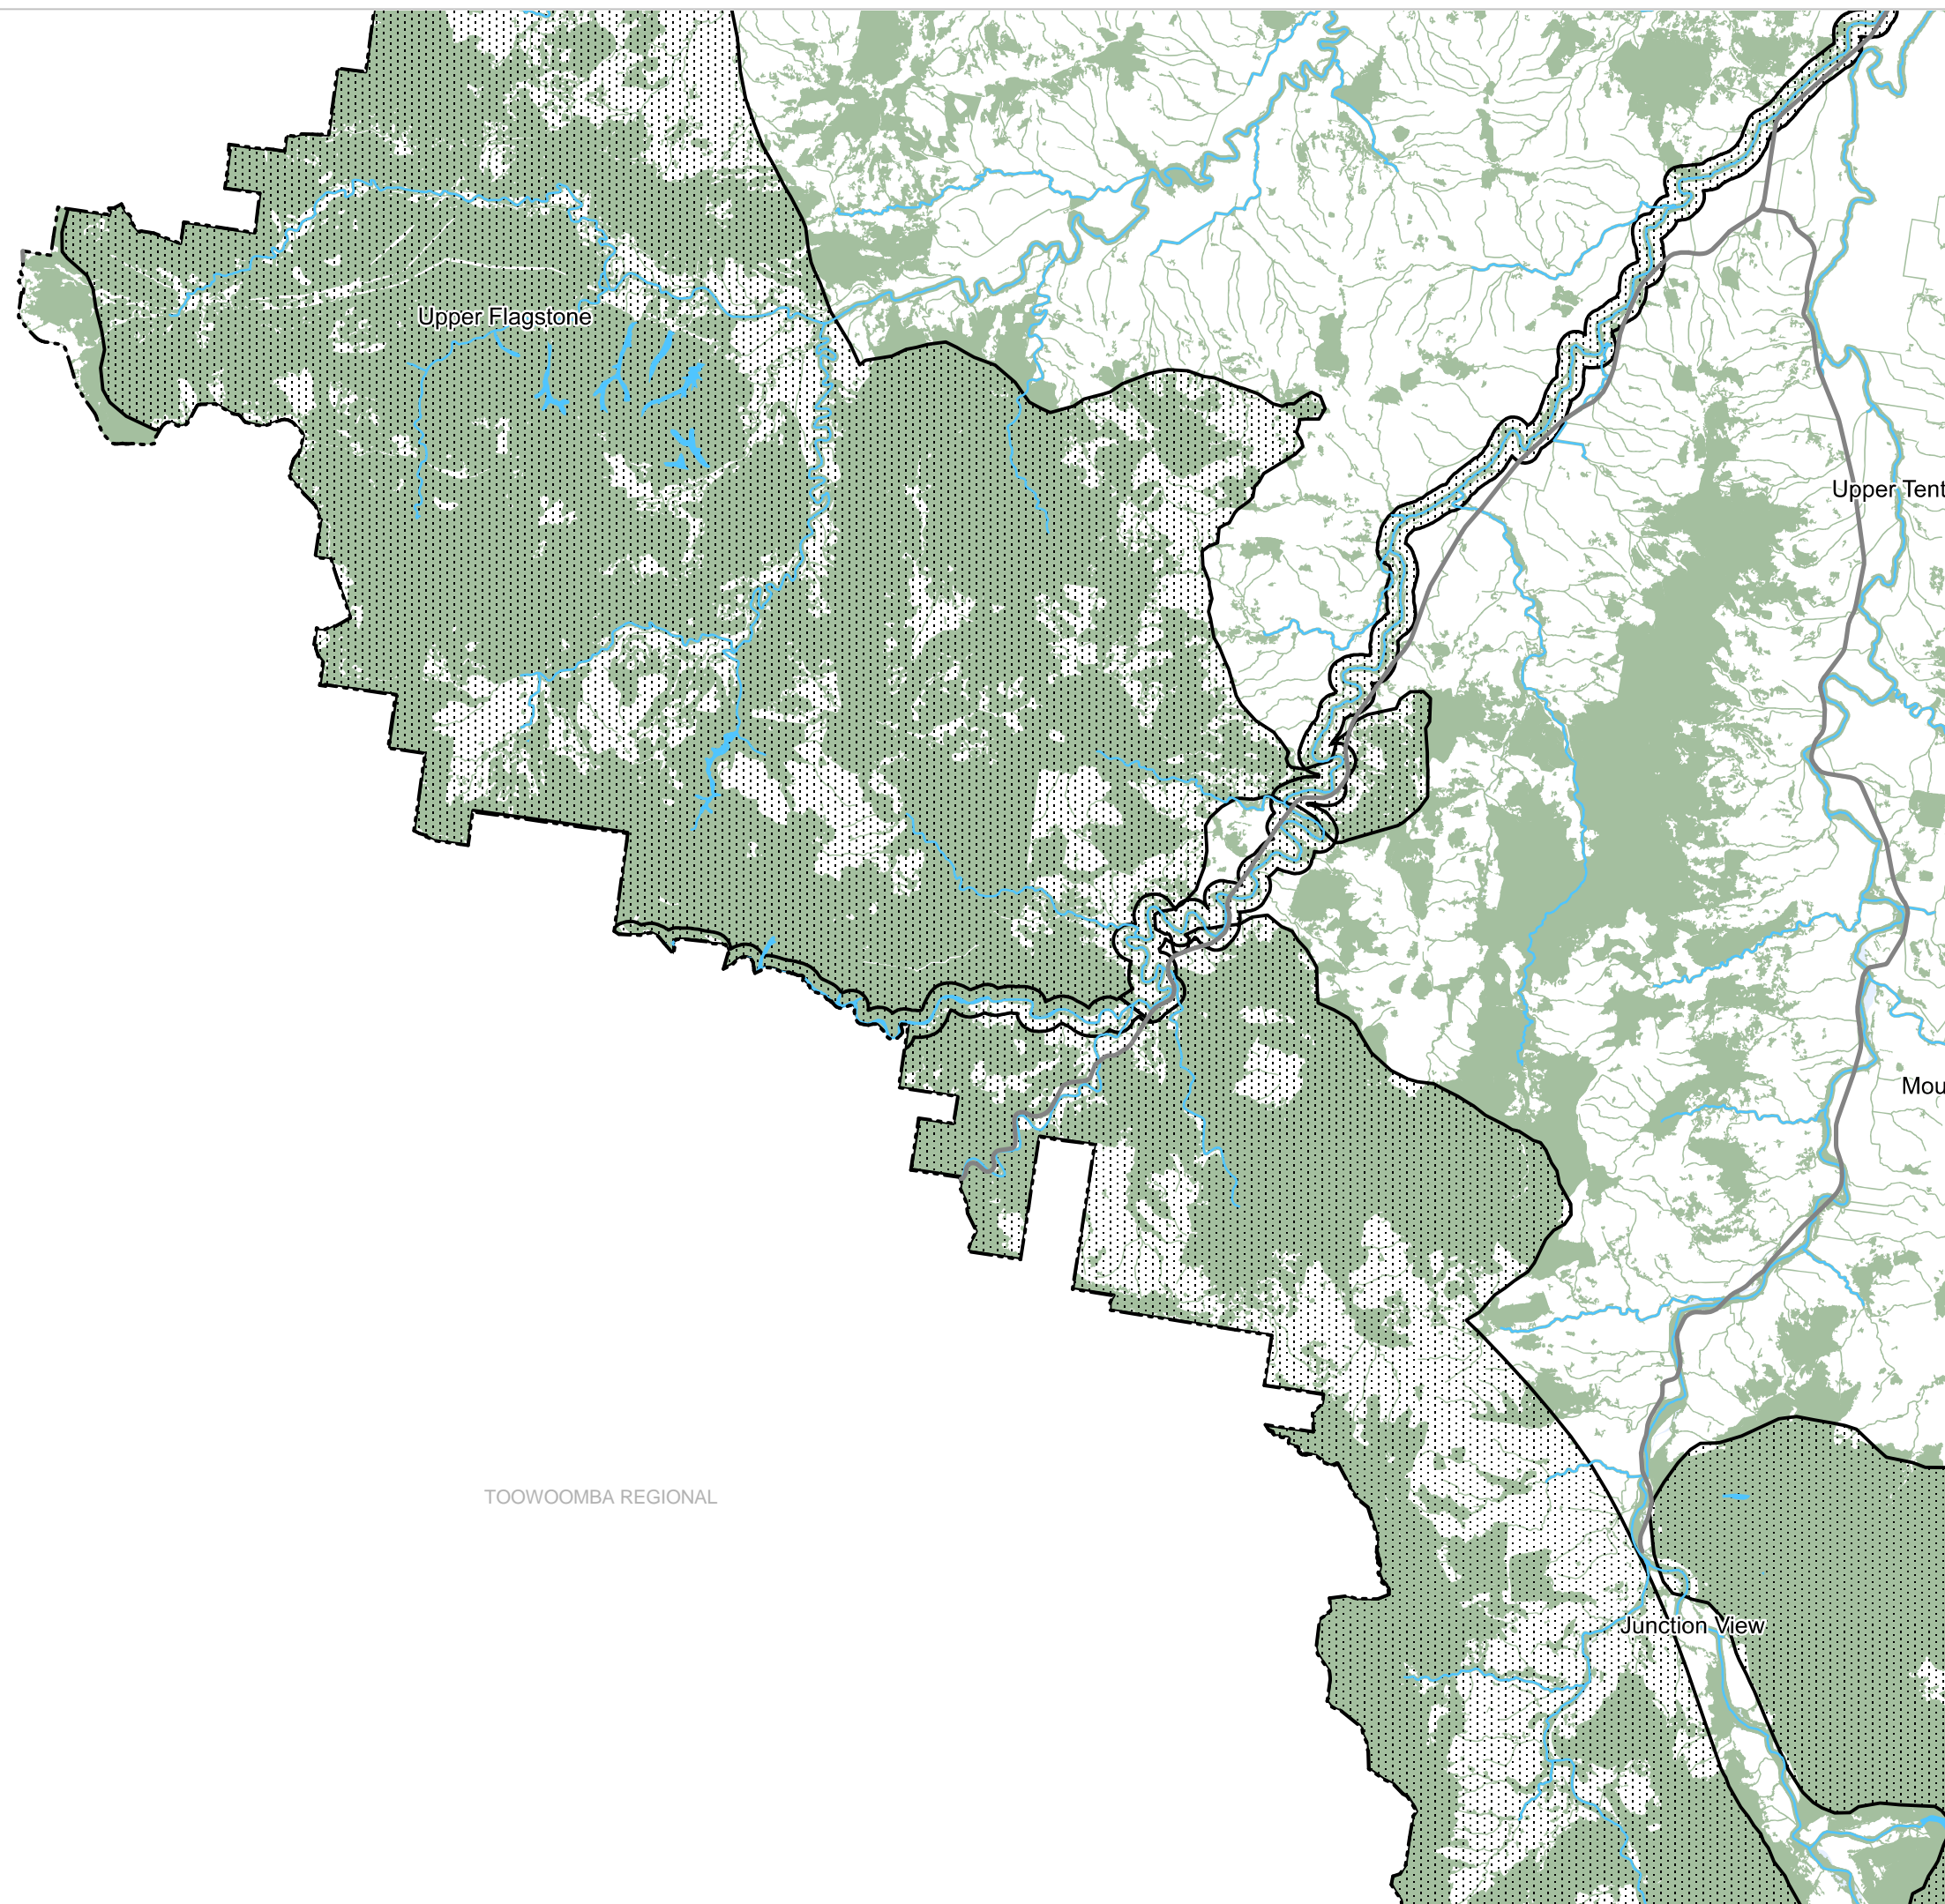 Upper Flagstone
Upper Tent
Mou
TOOWOOMBA REGIONAL
Junction View